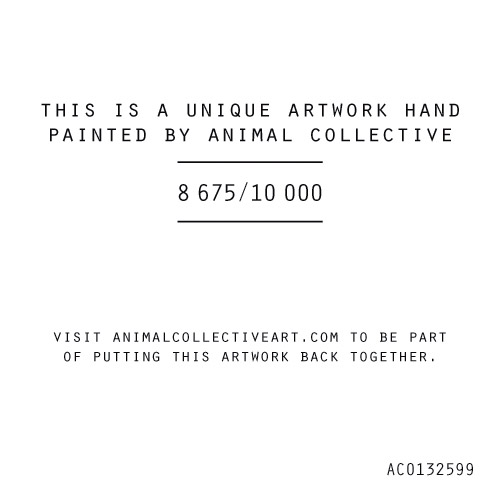 THIS IS A UNIQUE ARTWORK HAND
PAINTED BY ANIMAL COLLECTIVE
8 675/10 000
VISIT ANIMALCOLLECTIVEART.COM TO BE PART
OF PUTTING THIS ARTWORK BACK TOGETHER.
AC0132599